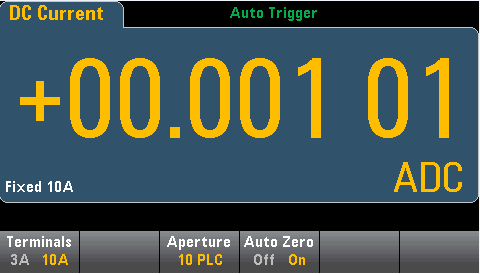 DC Current
Auto Trigger
+00.001 01
Fixed 10A
ADC
Terminals
3A 10A
Aperture
10 PLC
Auto Zero
Off On